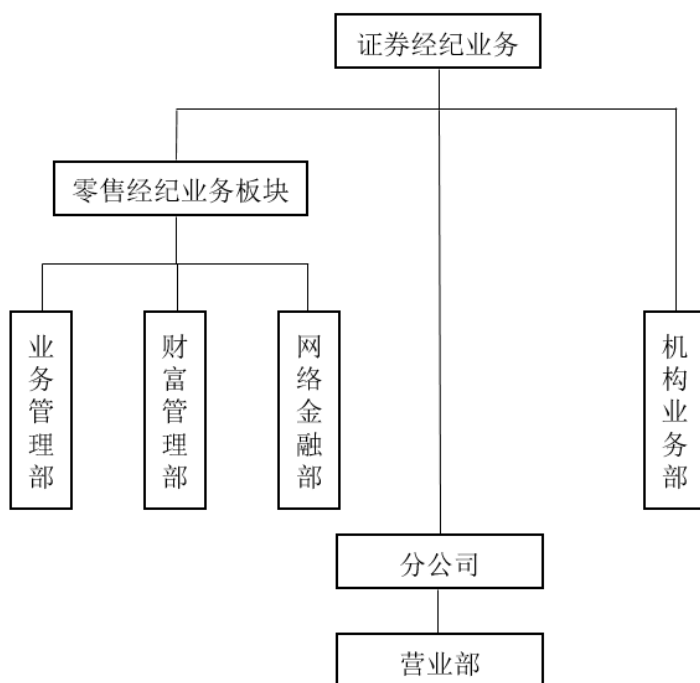 证券经纪业务
零售经纪业务板块
业务管理部
财富管理部
网络金融部
机构业务部
分公司
营业部